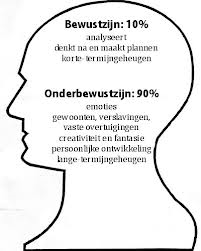 Bewustzijn: 10%
analyseert
denkt na en maakt plannen
korte-termijngeheugen
Onderbewustzijn: 90%
emoties
gewoonten, verslavingen,
vaste overtuigingen
creativiteit en fantasie
persoonlijke ontwikkeling
lange-termijngeheugen